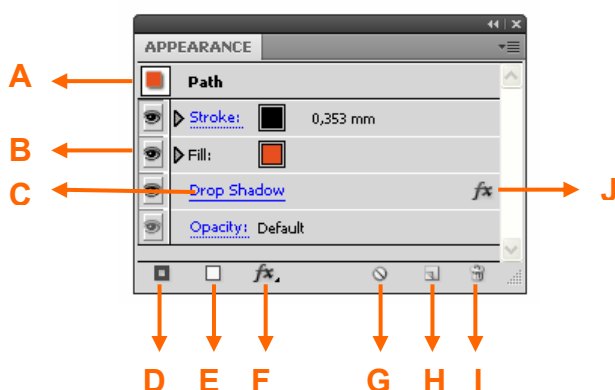 APPEARANCE
A
Path
Stroke: 0,353 mm
B
Fill:
C
Drop Shadow
fx
J
Opacity: Default
fx
D E F G H I